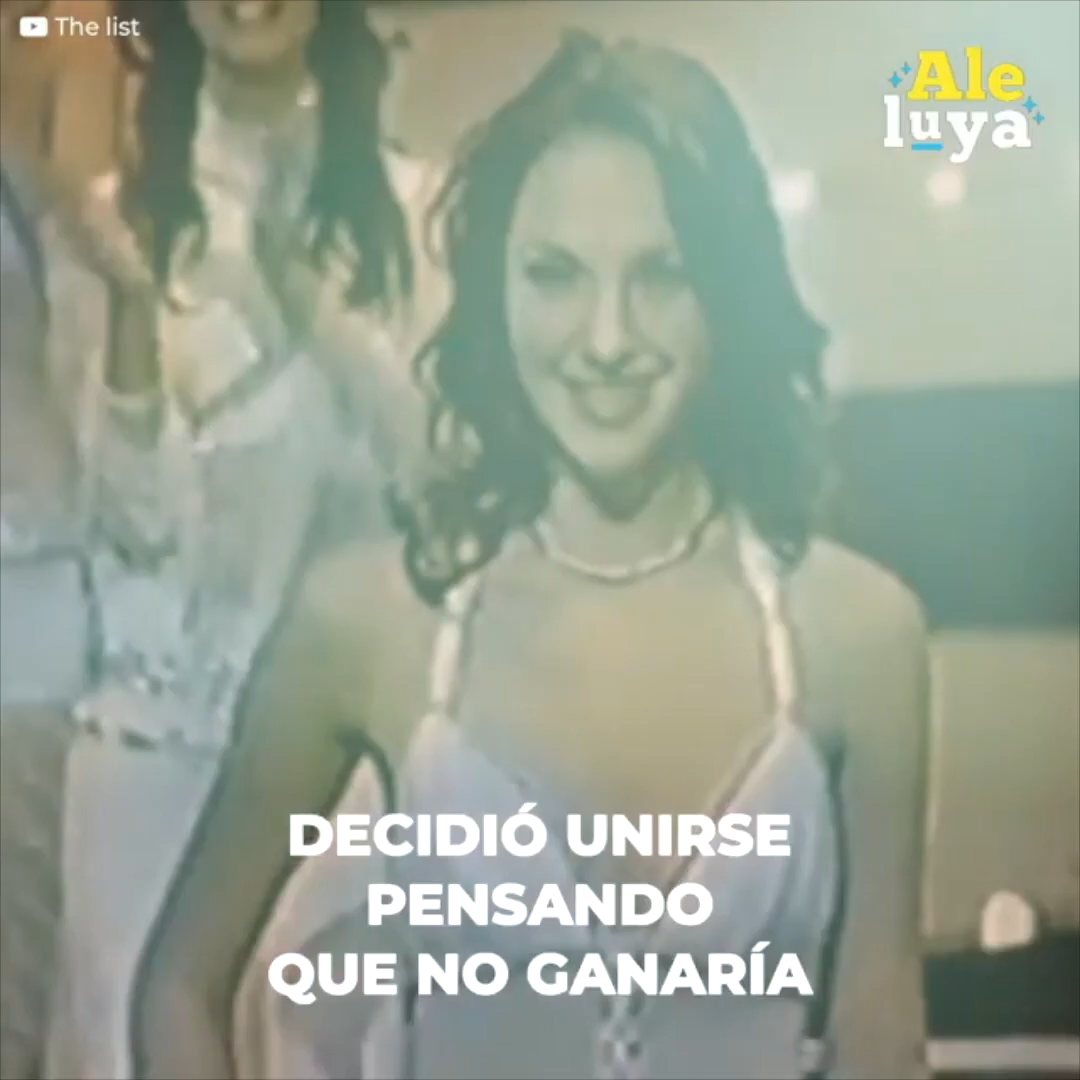 The list
Ale
luya
DECIDIÓ UNIRSE
PENSANDO
QUE NO GANARÍA